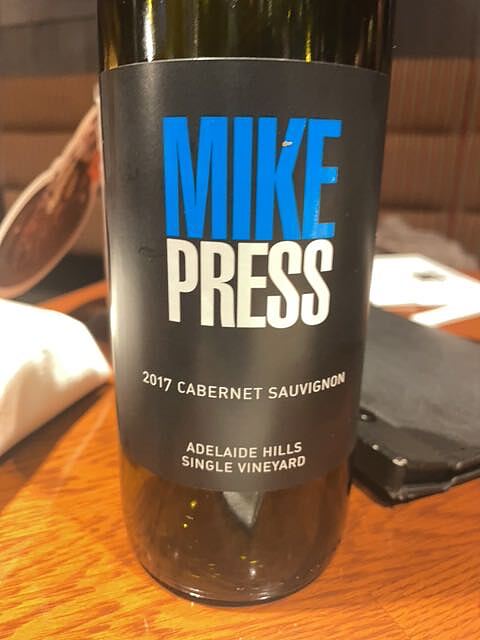 MIKE
PRESS
2017 CABERNET SAUVIGNON
ADELAIDE HILLS
SINGLE VINEYARD